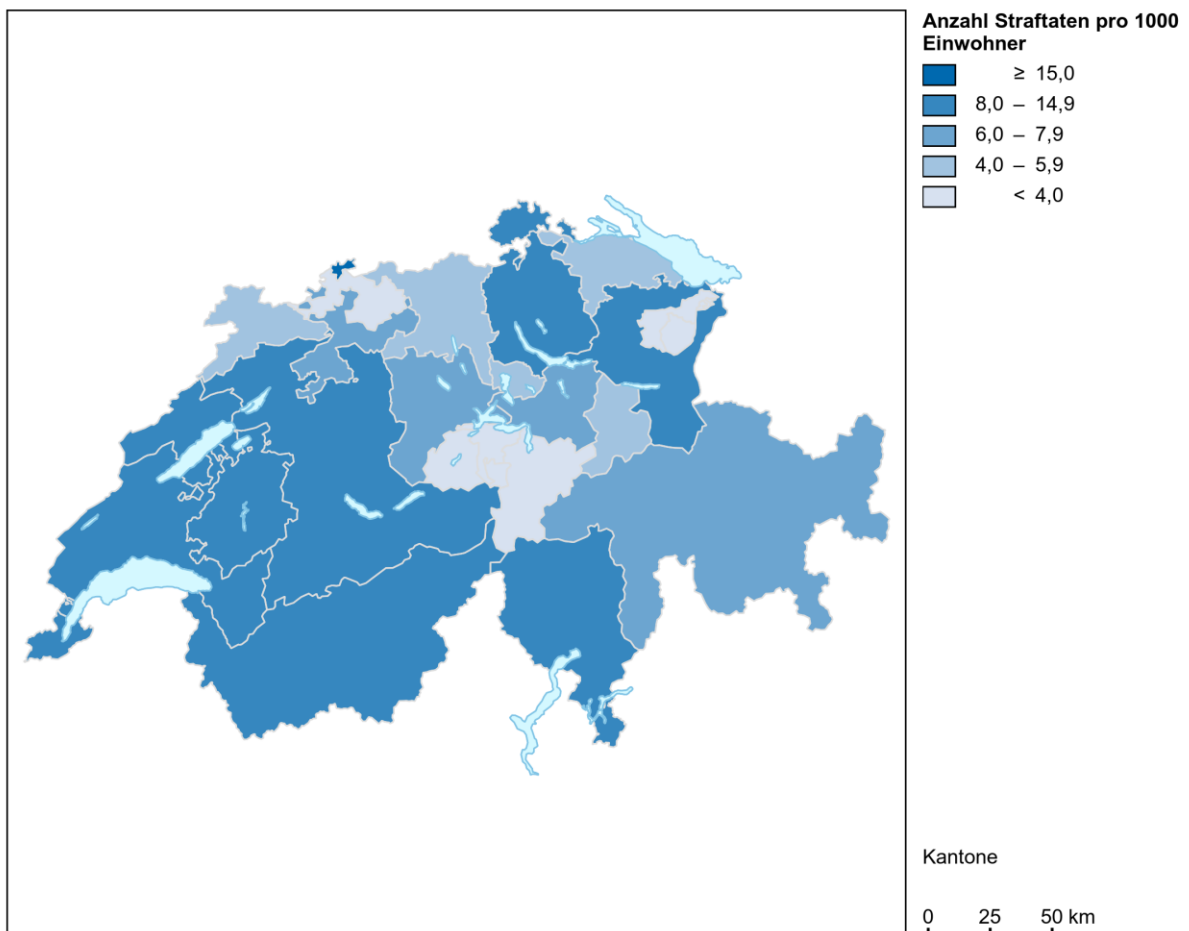 Anzahl Straftaten pro 1000
Einwohner
≥ 15,0
8,0 – 14,9
6,0 – 7,9
4,0 – 5,9
< 4,0
Kantone
0 25 50 km